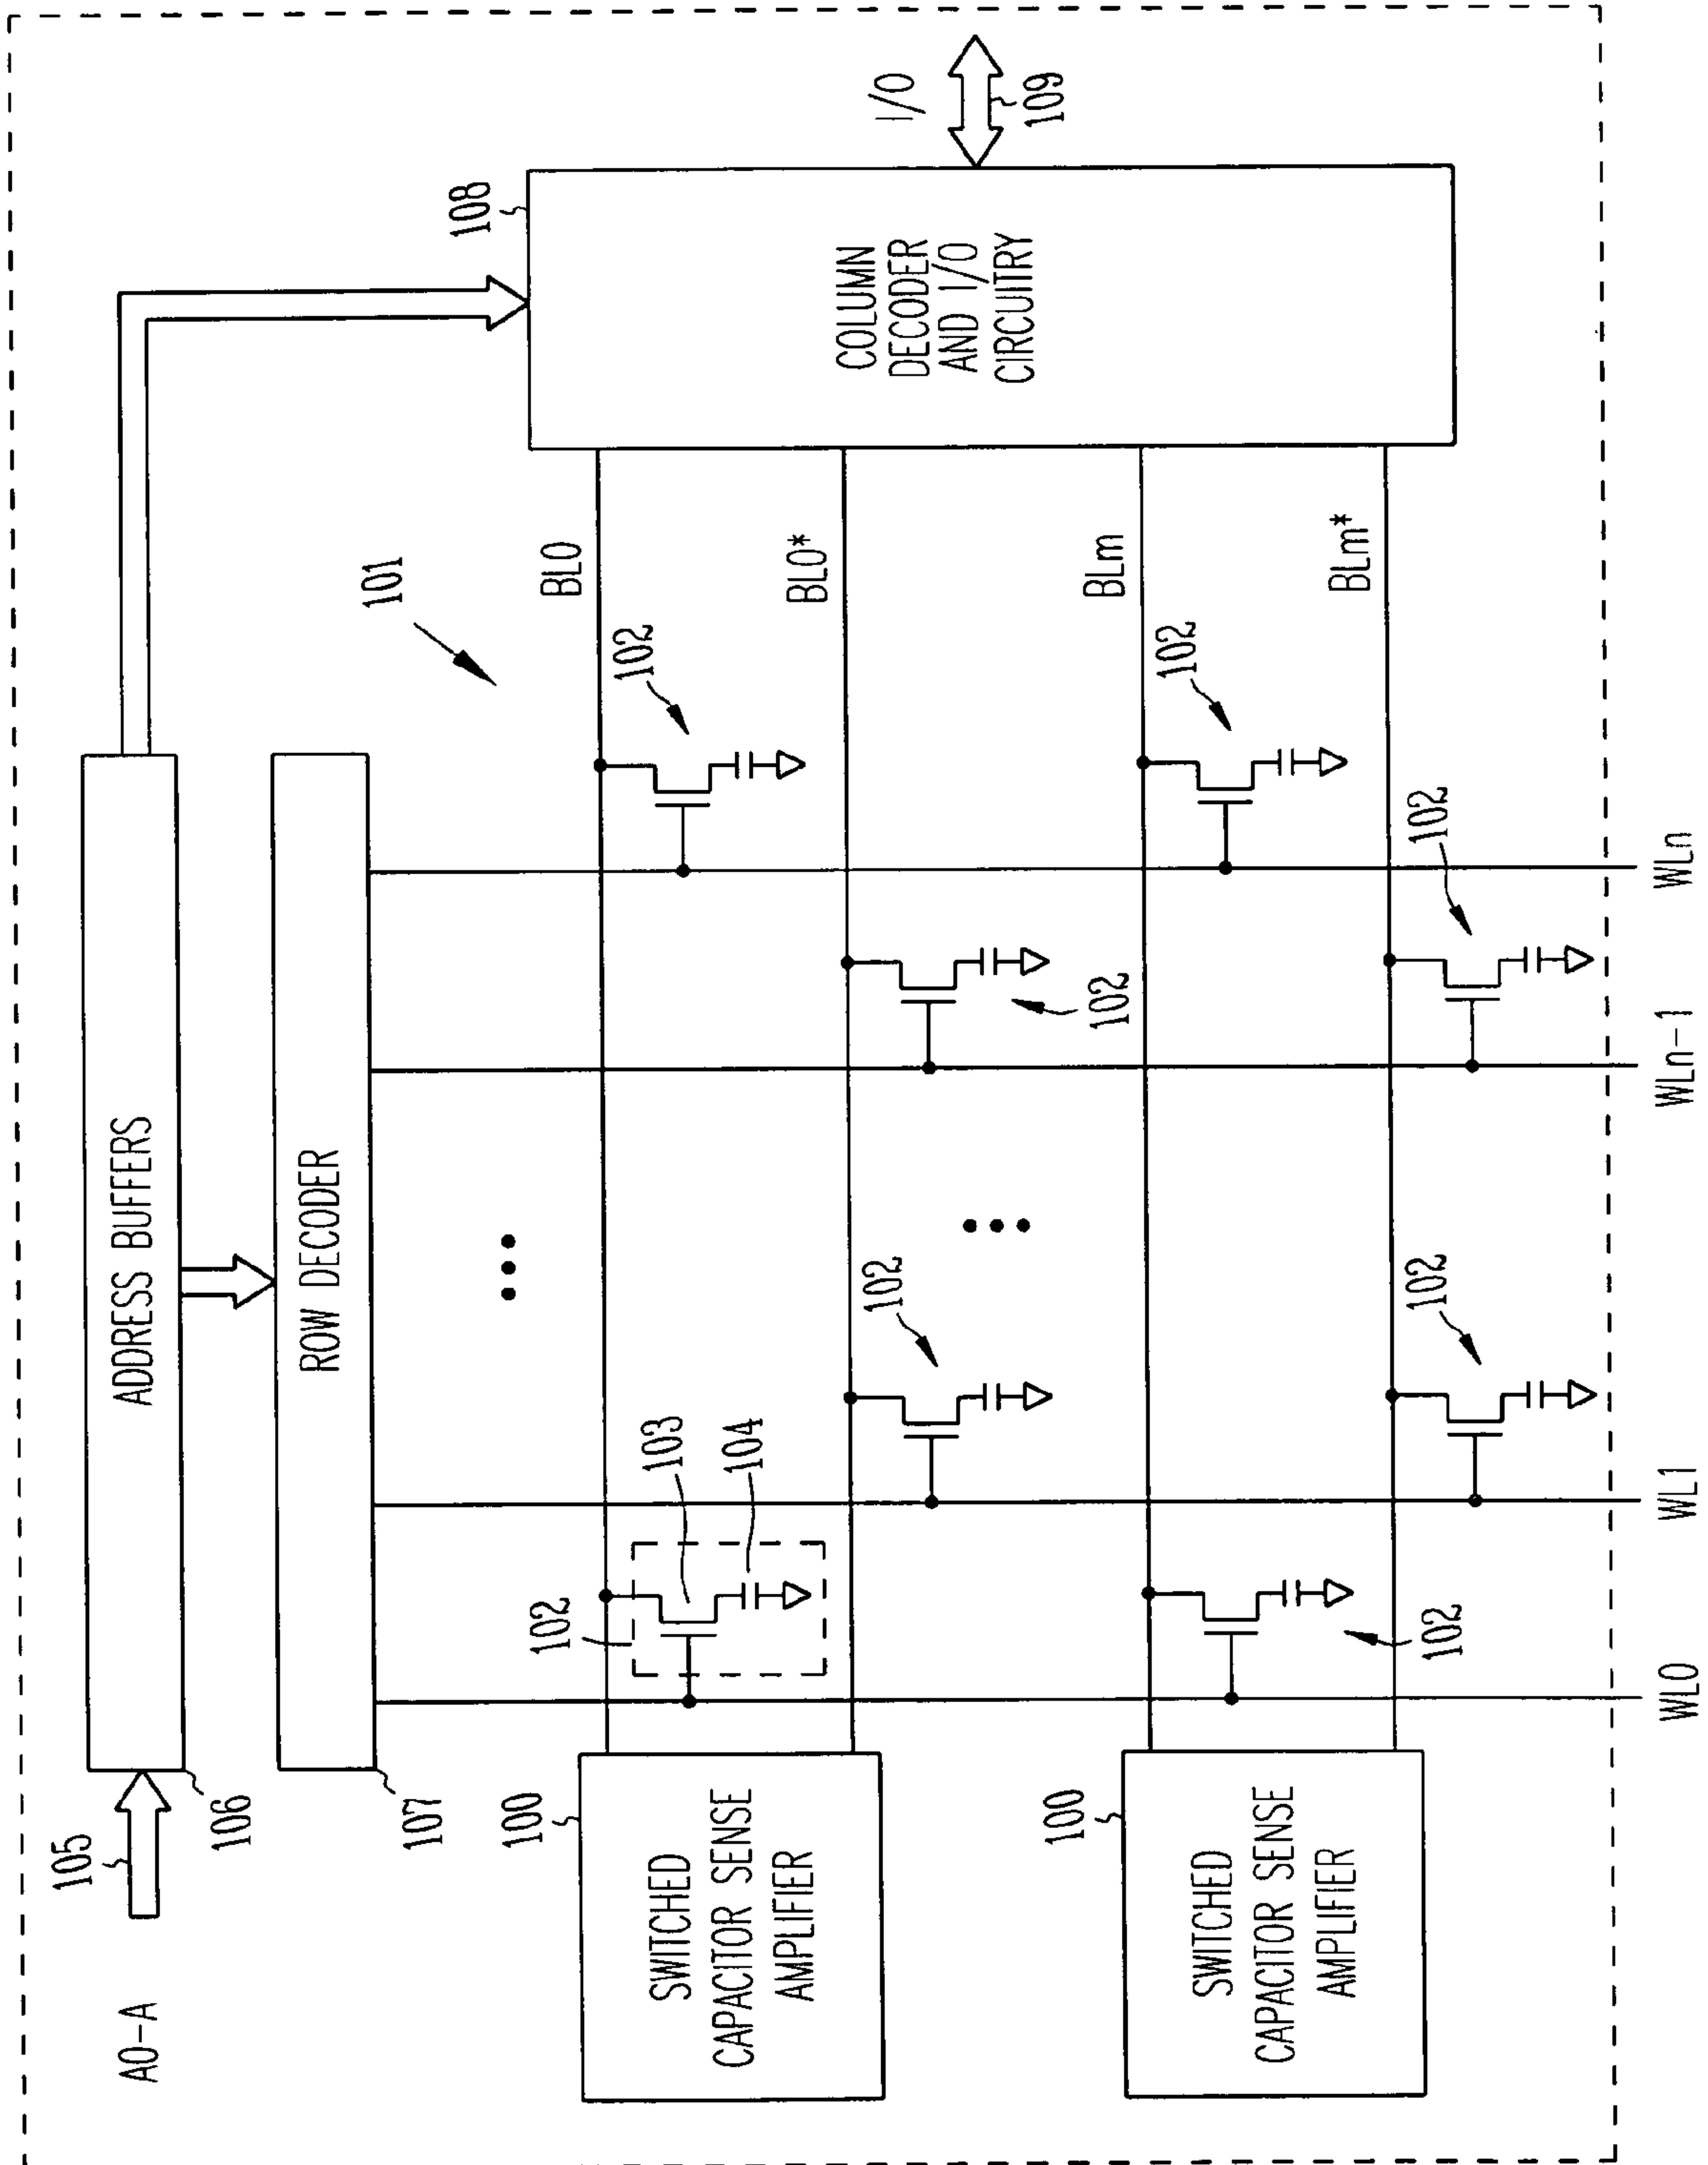 A0-A
105
ADDRESS BUFFERS
106
ROW DECODER
107
101
108
COLUMN
DECODER
AND I/O
CIRCUITRY
I/O
109
100
SWITCHED
CAPACITOR SENSE
AMPLIFIER
102
103
104
BL0
102
BL0*
102
102
100
SWITCHED
CAPACITOR SENSE
AMPLIFIER
102
BLm
102
BLm*
102
102
WL0
WL1
WLn-1
WLn